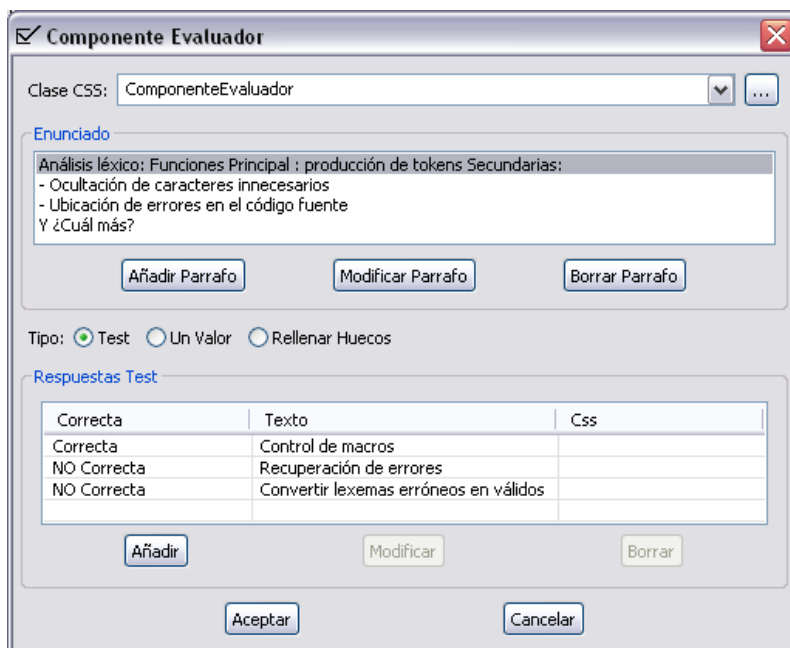 Componente Evaluador
Clase CSS: ComponenteEvaluador ...
Enunciado
Análisis léxico: Funciones Principal : producción de tokens Secundarias:
- Ocultación de caracteres innecesarios
- Ubicación de errores en el código fuente
Y ¿Cuál más?
Añadir Parrafo Modificar Parrafo Borrar Parrafo
Tipo: Test Un Valor Rellenar Huecos
Respuestas Test
Correcta Texto Css
Correcta Control de macros
NO Correcta Recuperación de errores
NO Correcta Convertir lexemas erróneos en válidos
Añadir Modificar Borrar
Aceptar Cancelar